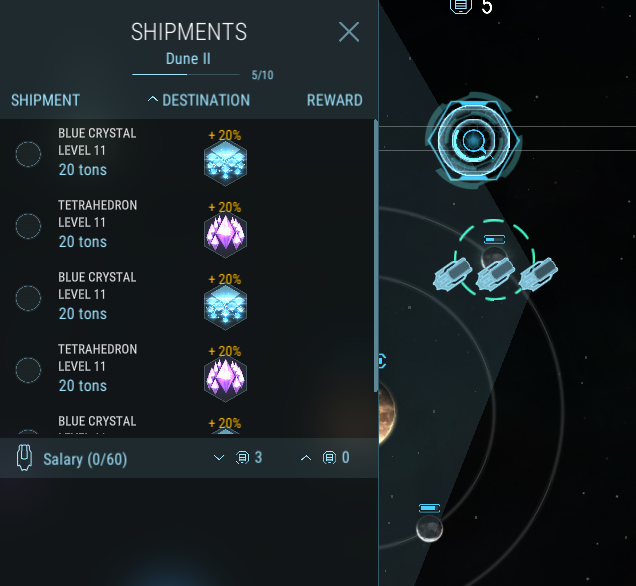 SHIPMENTS
Dune II
5/10
SHIPMENT
DESTINATION
REWARD
BLUE CRYSTAL
LEVEL 11
20 tons
+ 20%
TETRAHEDRON
LEVEL 11
20 tons
+ 20%
BLUE CRYSTAL
LEVEL 11
20 tons
+ 20%
TETRAHEDRON
LEVEL 11
20 tons
+ 20%
BLUE CRYSTAL
+ 20%
Salary (0/60)
3
0
5